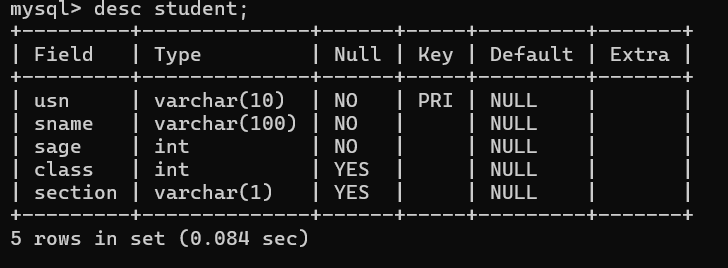 mysql> desc student;
+---------+--------------+------+-----+---------+-------+
| Field   | Type         | Null | Key | Default | Extra |
+---------+--------------+------+-----+---------+-------+
| usn     | varchar(10)  | NO   | PRI | NULL    |       |
| sname   | varchar(100) | NO   |     | NULL    |       |
| sage    | int          | NO   |     | NULL    |       |
| class   | int          | YES  |     | NULL    |       |
| section | varchar(1)   | YES  |     | NULL    |       |
+---------+--------------+------+-----+---------+-------+
5 rows in set (0.084 sec)